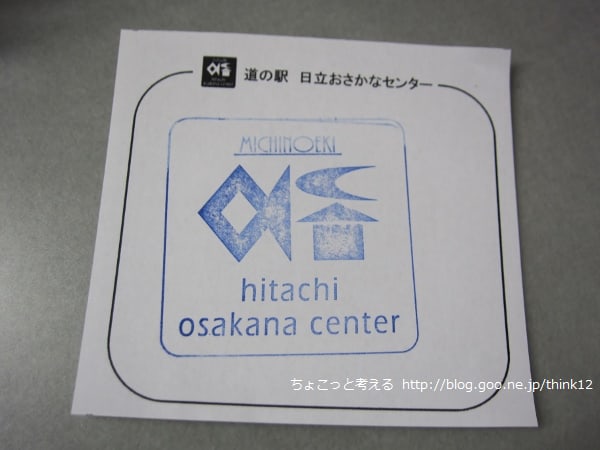 道の駅 日立おさかなセンター
MICHINOEKI
hitachi
osakana center
ちょこっと考える http://blog.goo.ne.jp/think12